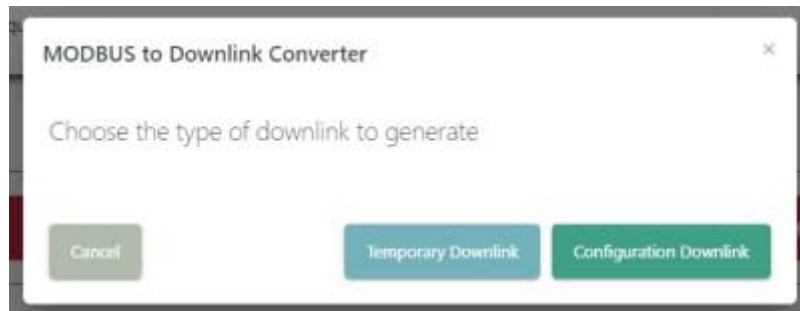 MODBUS to Downlink Converter
×
Choose the type of downlink to generate
Cancel
Temporary Downlink
Configuration Downlink